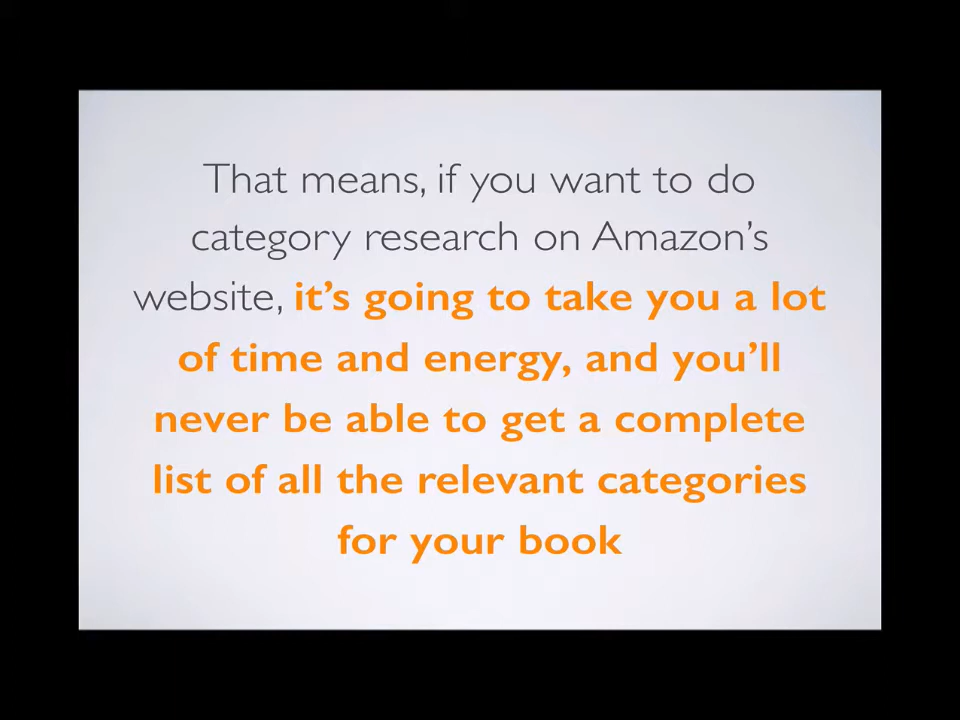 That means, if you want to do
category research on Amazon’s
website, it’s going to take you a lot
of time and energy, and you’ll
never be able to get a complete
list of all the relevant categories
for your book